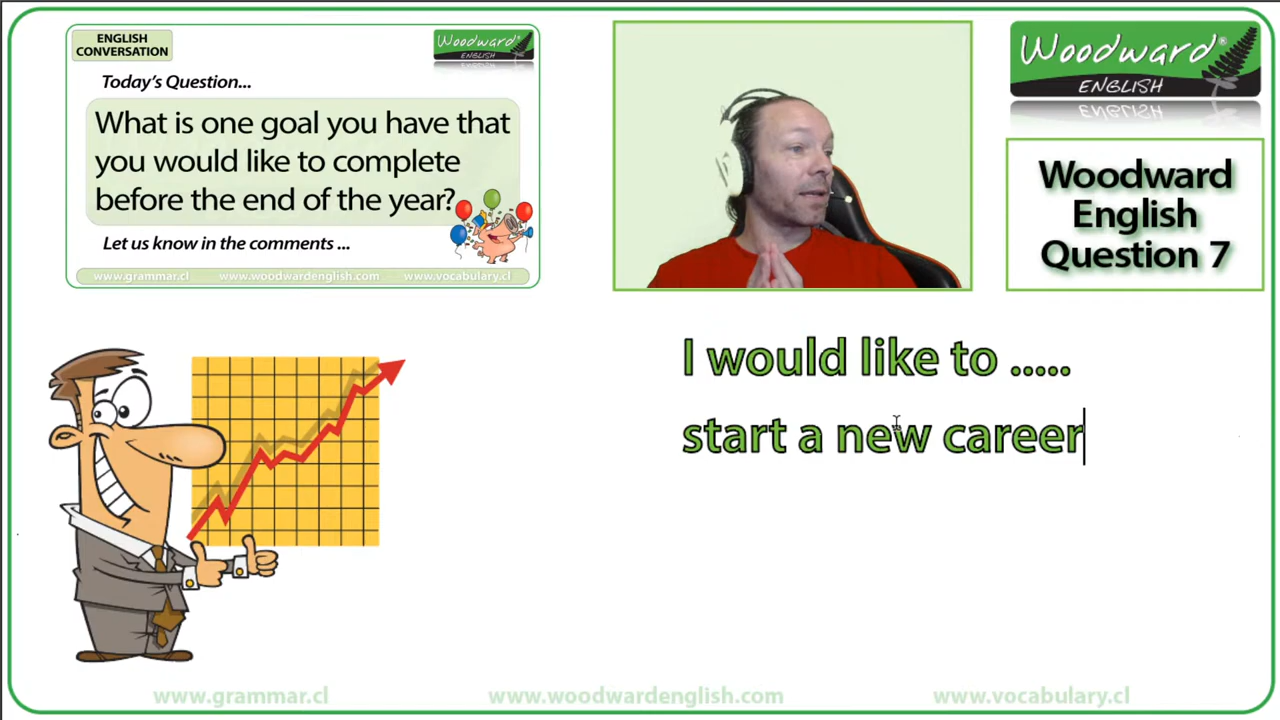 ENGLISH
CONVERSATION
Woodward
ENGLISH
Today's Question...
What is one goal you have that
you would like to complete
before the end of the year?
Let us know in the comments ...
www.grammar.cl www.woodwardenglish.com www.vocabulary.cl
Woodward®
ENGLISH
Woodward
English
Question 7
I would like to .....
start a new career
www.grammar.cl www.woodwardenglish.com www.vocabulary.cl